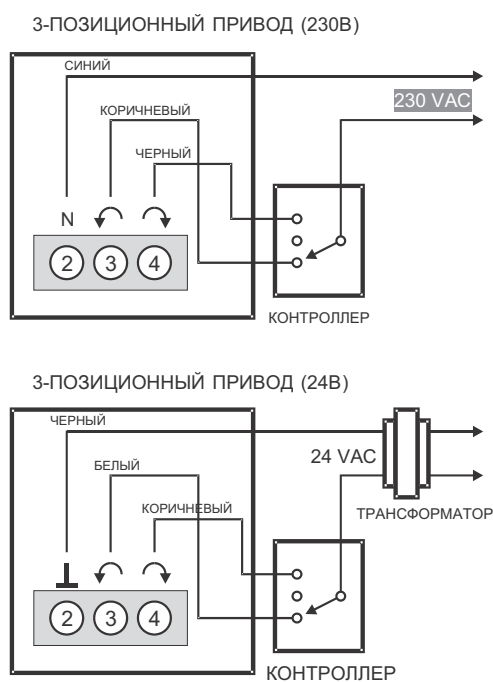 3-ПОЗИЦИОННЫЙ ПРИВОД (230В)
СИНИЙ
230 VAC
КОРИЧНЕВЫЙ
ЧЕРНЫЙ
N
2 3 4
КОНТРОЛЛЕР
3-ПОЗИЦИОННЫЙ ПРИВОД (24В)
ЧЕРНЫЙ
24 VAC
БЕЛЫЙ
КОРИЧНЕВЫЙ
ТРАНСФОРМАТОР
2 3 4
КОНТРОЛЛЕР